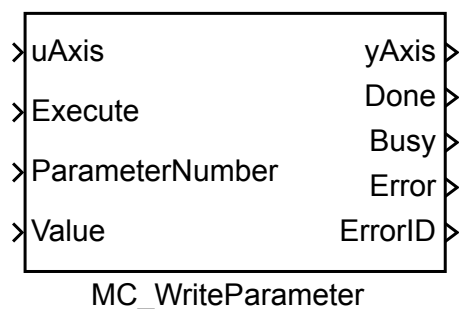 uAxis
Execute
ParameterNumber
Value
yAxis
Done
Busy
Error
ErrorID
MC_WriteParameter